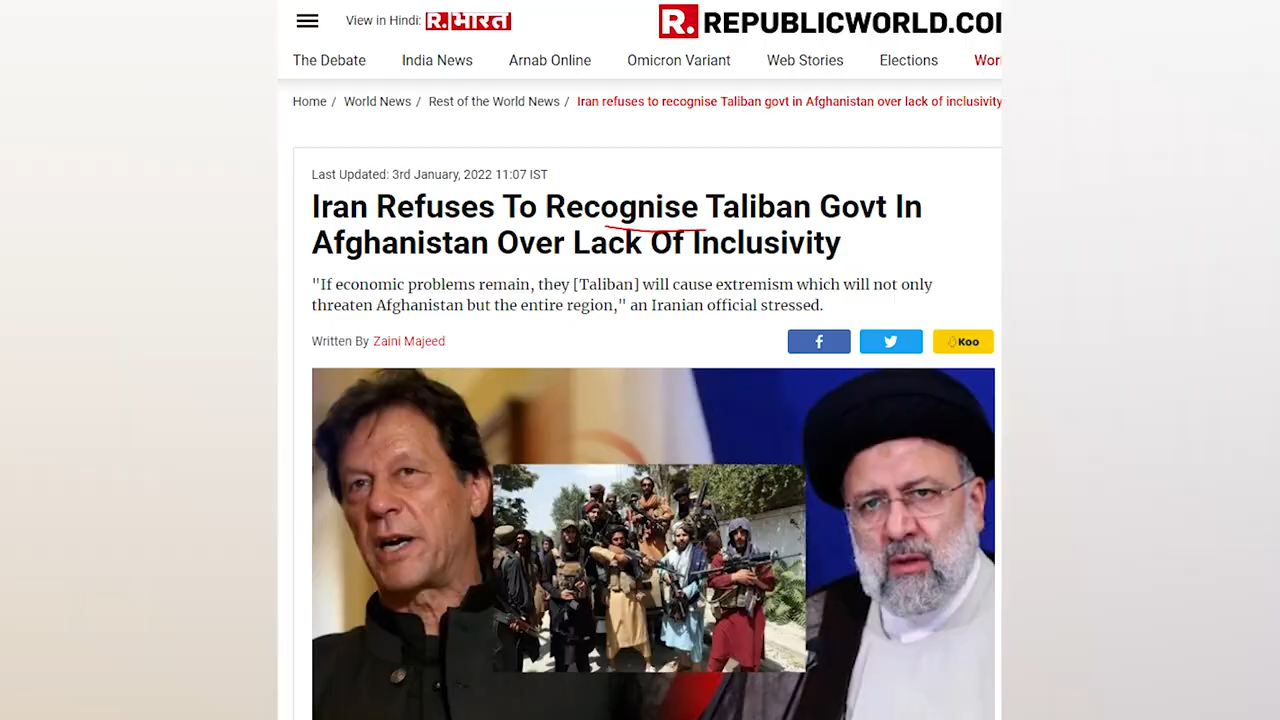 View in Hindi: R. भारत
R. REPUBLICWORLD.CO
The Debate India News Arnab Online Omicron Variant Web Stories Elections Wor
Home / World News / Rest of the World News / Iran refuses to recognise Taliban govt in Afghanistan over lack of inclusivity
Last Updated: 3rd January, 2022 11:07 IST
Iran Refuses To Recognise Taliban Govt In
Afghanistan Over Lack Of Inclusivity
"If economic problems remain, they [Taliban] will cause extremism which will not only
threaten Afghanistan but the entire region," an Iranian official stressed.
Written By Zaini Majeed
f Koo